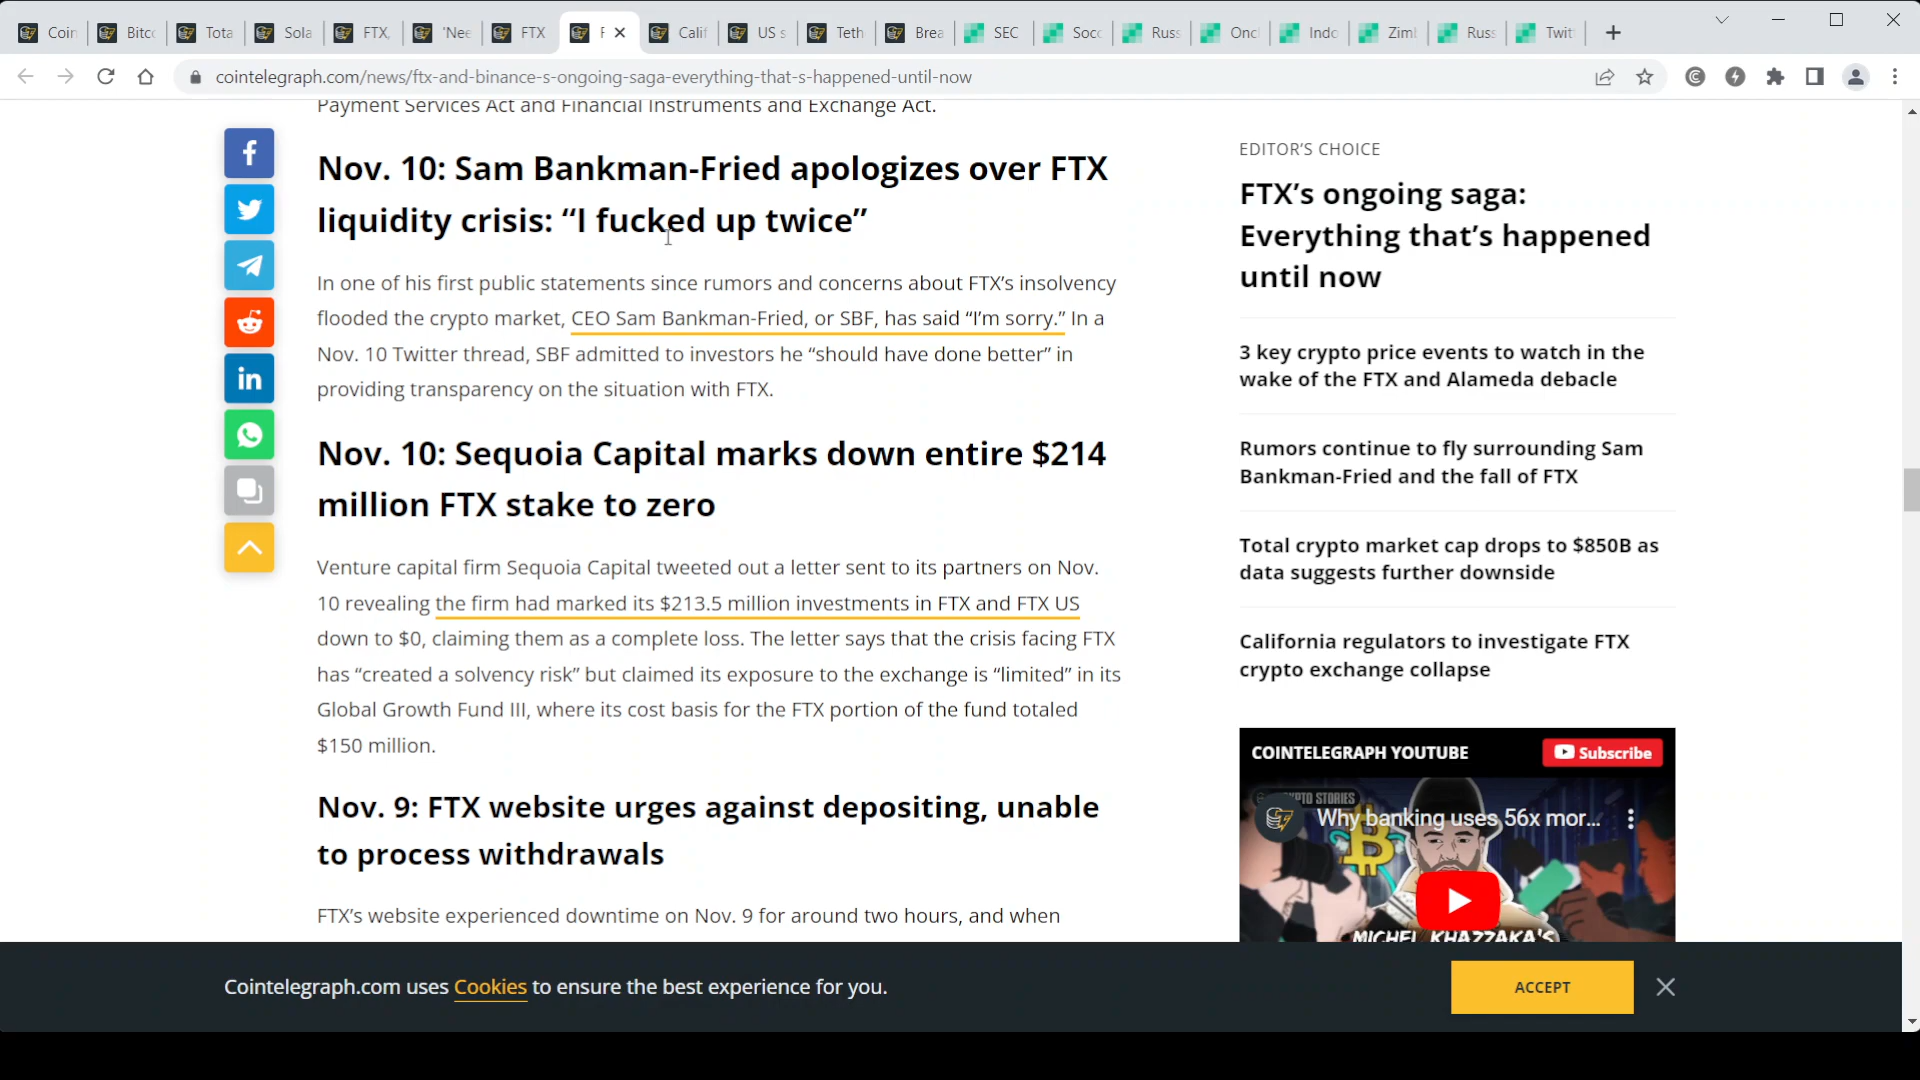 Coin
Bitc
Tota
Sola
FTX,
'Nee
FTX
F
Calif
US s
Teth
Brea
SEC
Socc
Russ
Onc
Indo
Zimb
Russ
Twit
cointelegraph.com/news/ftx-and-binance-s-ongoing-saga-everything-that-s-happened-until-now
Payment Services Act and Financial Instruments and Exchange Act.
Nov. 10: Sam Bankman-Fried apologizes over FTX
liquidity crisis: “I fucked up twice”
In one of his first public statements since rumors and concerns about FTX’s insolvency
flooded the crypto market, CEO Sam Bankman-Fried, or SBF, has said “I’m sorry.” In a
Nov. 10 Twitter thread, SBF admitted to investors he “should have done better” in
providing transparency on the situation with FTX.
Nov. 10: Sequoia Capital marks down entire $214
million FTX stake to zero
Venture capital firm Sequoia Capital tweeted out a letter sent to its partners on Nov.
10 revealing the firm had marked its $213.5 million investments in FTX and FTX US
down to $0, claiming them as a complete loss. The letter says that the crisis facing FTX
has “created a solvency risk” but claimed its exposure to the exchange is “limited” in its
Global Growth Fund III, where its cost basis for the FTX portion of the fund totaled
$150 million.
Nov. 9: FTX website urges against depositing, unable
to process withdrawals
FTX’s website experienced downtime on Nov. 9 for around two hours, and when
EDITOR’S CHOICE
FTX’s ongoing saga:
Everything that’s happened
until now
3 key crypto price events to watch in the
wake of the FTX and Alameda debacle
Rumors continue to fly surrounding Sam
Bankman-Fried and the fall of FTX
Total crypto market cap drops to $850B as
data suggests further downside
California regulators to investigate FTX
crypto exchange collapse
COINTELEGRAPH YOUTUBE
Subscribe
STORIES
Why banking uses 56x mor...
MICHEL KHAZZAKA'S
Cointelegraph.com uses Cookies to ensure the best experience for you.
ACCEPT